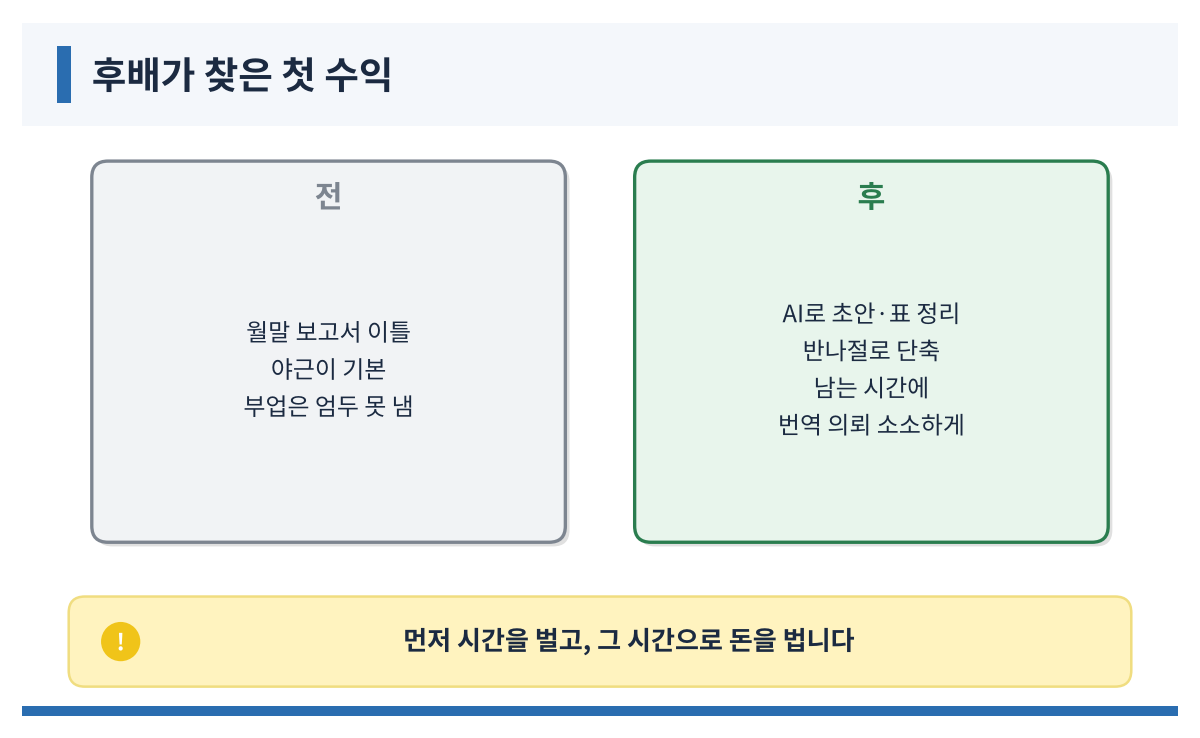 후배가 찾은 첫 수익
전
월말 보고서 이틀
야근이 기본
부업은 엄두 못 냄
후
AI로 초안·표 정리
반나절로 단축
남는 시간에
번역 의뢰 소소하게
!
먼저 시간을 벌고, 그 시간으로 돈을 법니다